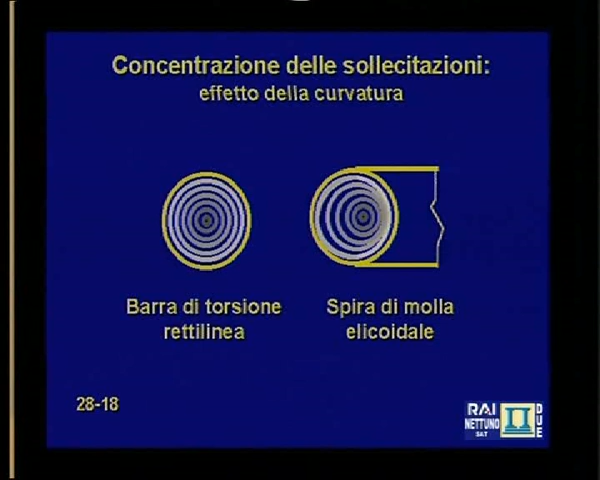 Concentrazione delle sollecitazioni:
effetto della curvatura
Barra di torsione
rettilinea
Spira di molla
elicoidale
28-18
RAI
NETTUNO
SAT
DUE